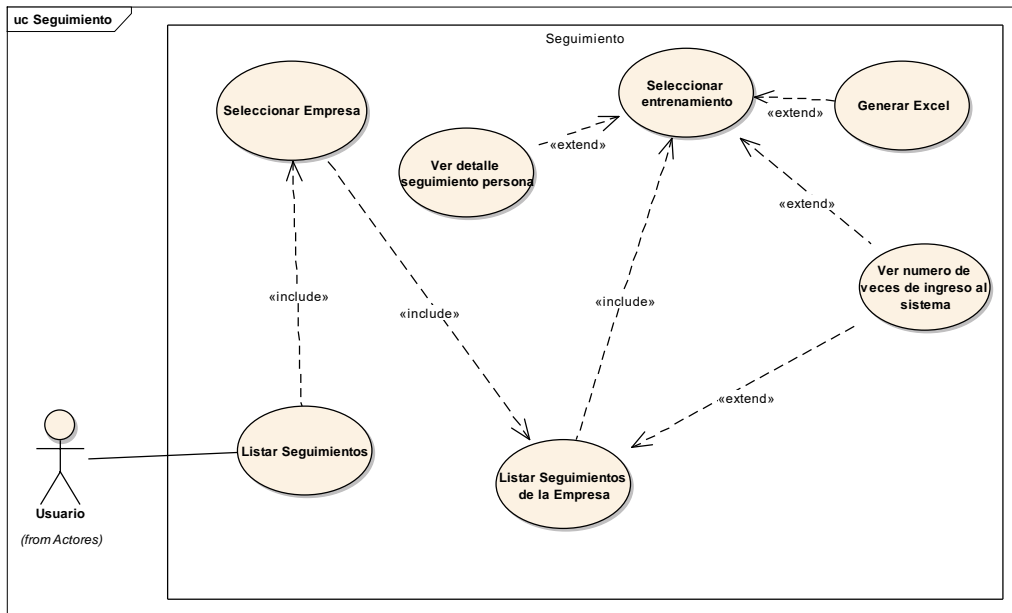 uc Seguimiento
Seguimiento
Seleccionar Empresa
Seleccionar
entrenamiento
Generar Excel
«extend»
«extend»
Ver detalle
seguimiento persona
«extend»
Ver numero de
veces de ingreso al
sistema
«include»
«include»
«include»
«extend»
Listar Seguimientos
Listar Seguimientos
de la Empresa
Usuario
(from Actores)